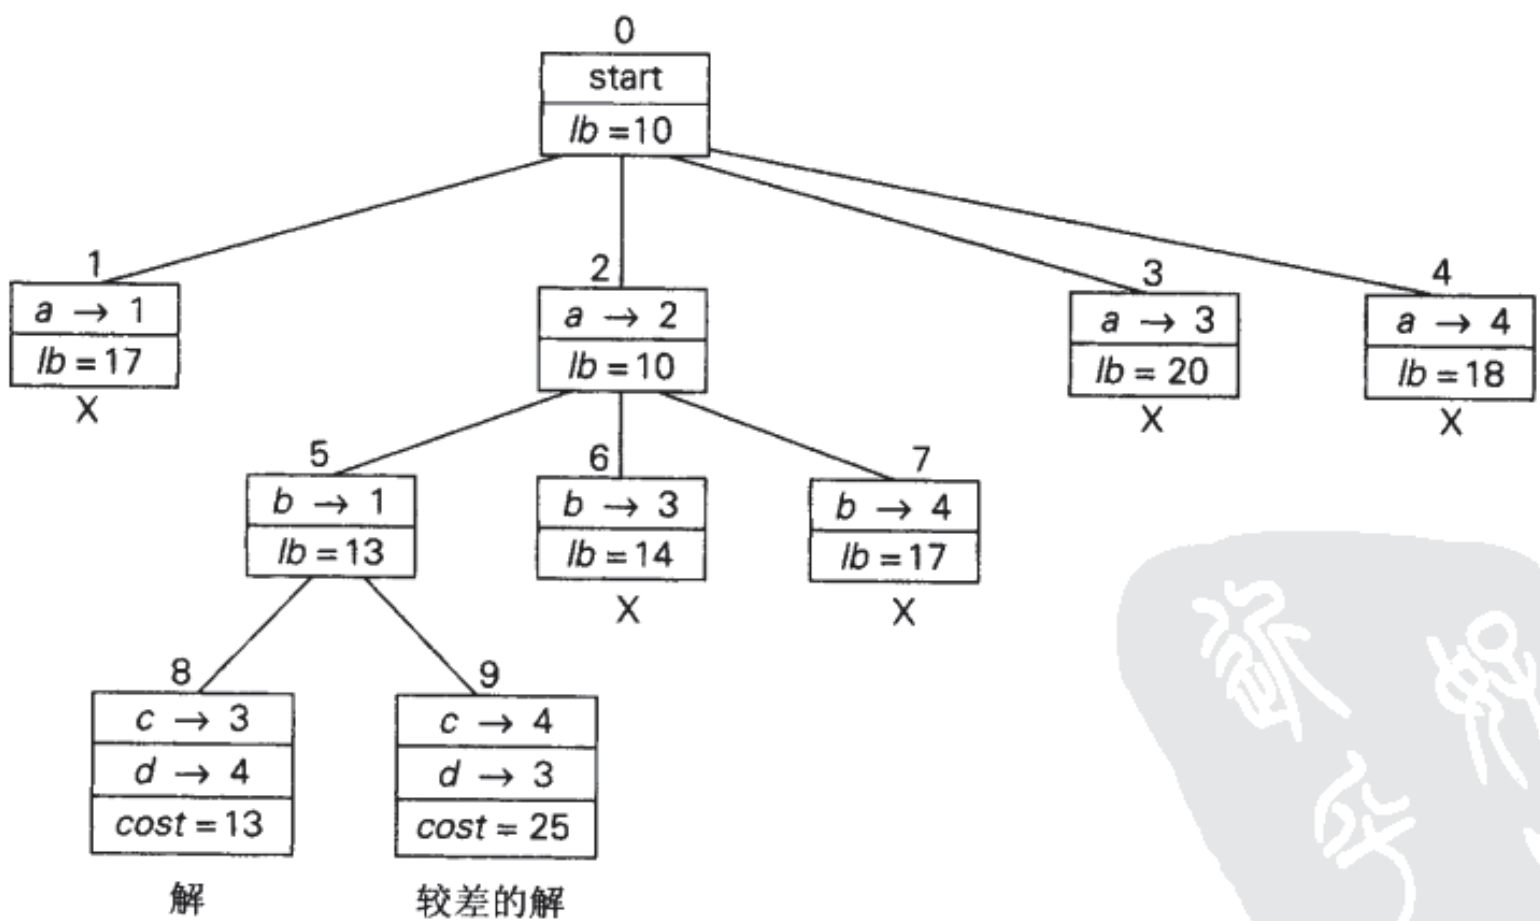 0
start
lb = 10
1
a → 1
lb = 17
X
2
a → 2
lb = 10
3
a → 3
lb = 20
X
4
a → 4
lb = 18
X
5
b → 1
lb = 13
6
b → 3
lb = 14
X
7
b → 4
lb = 17
X
8
c → 3
d → 4
cost = 13
解
9
c → 4
d → 3
cost = 25
较差的解